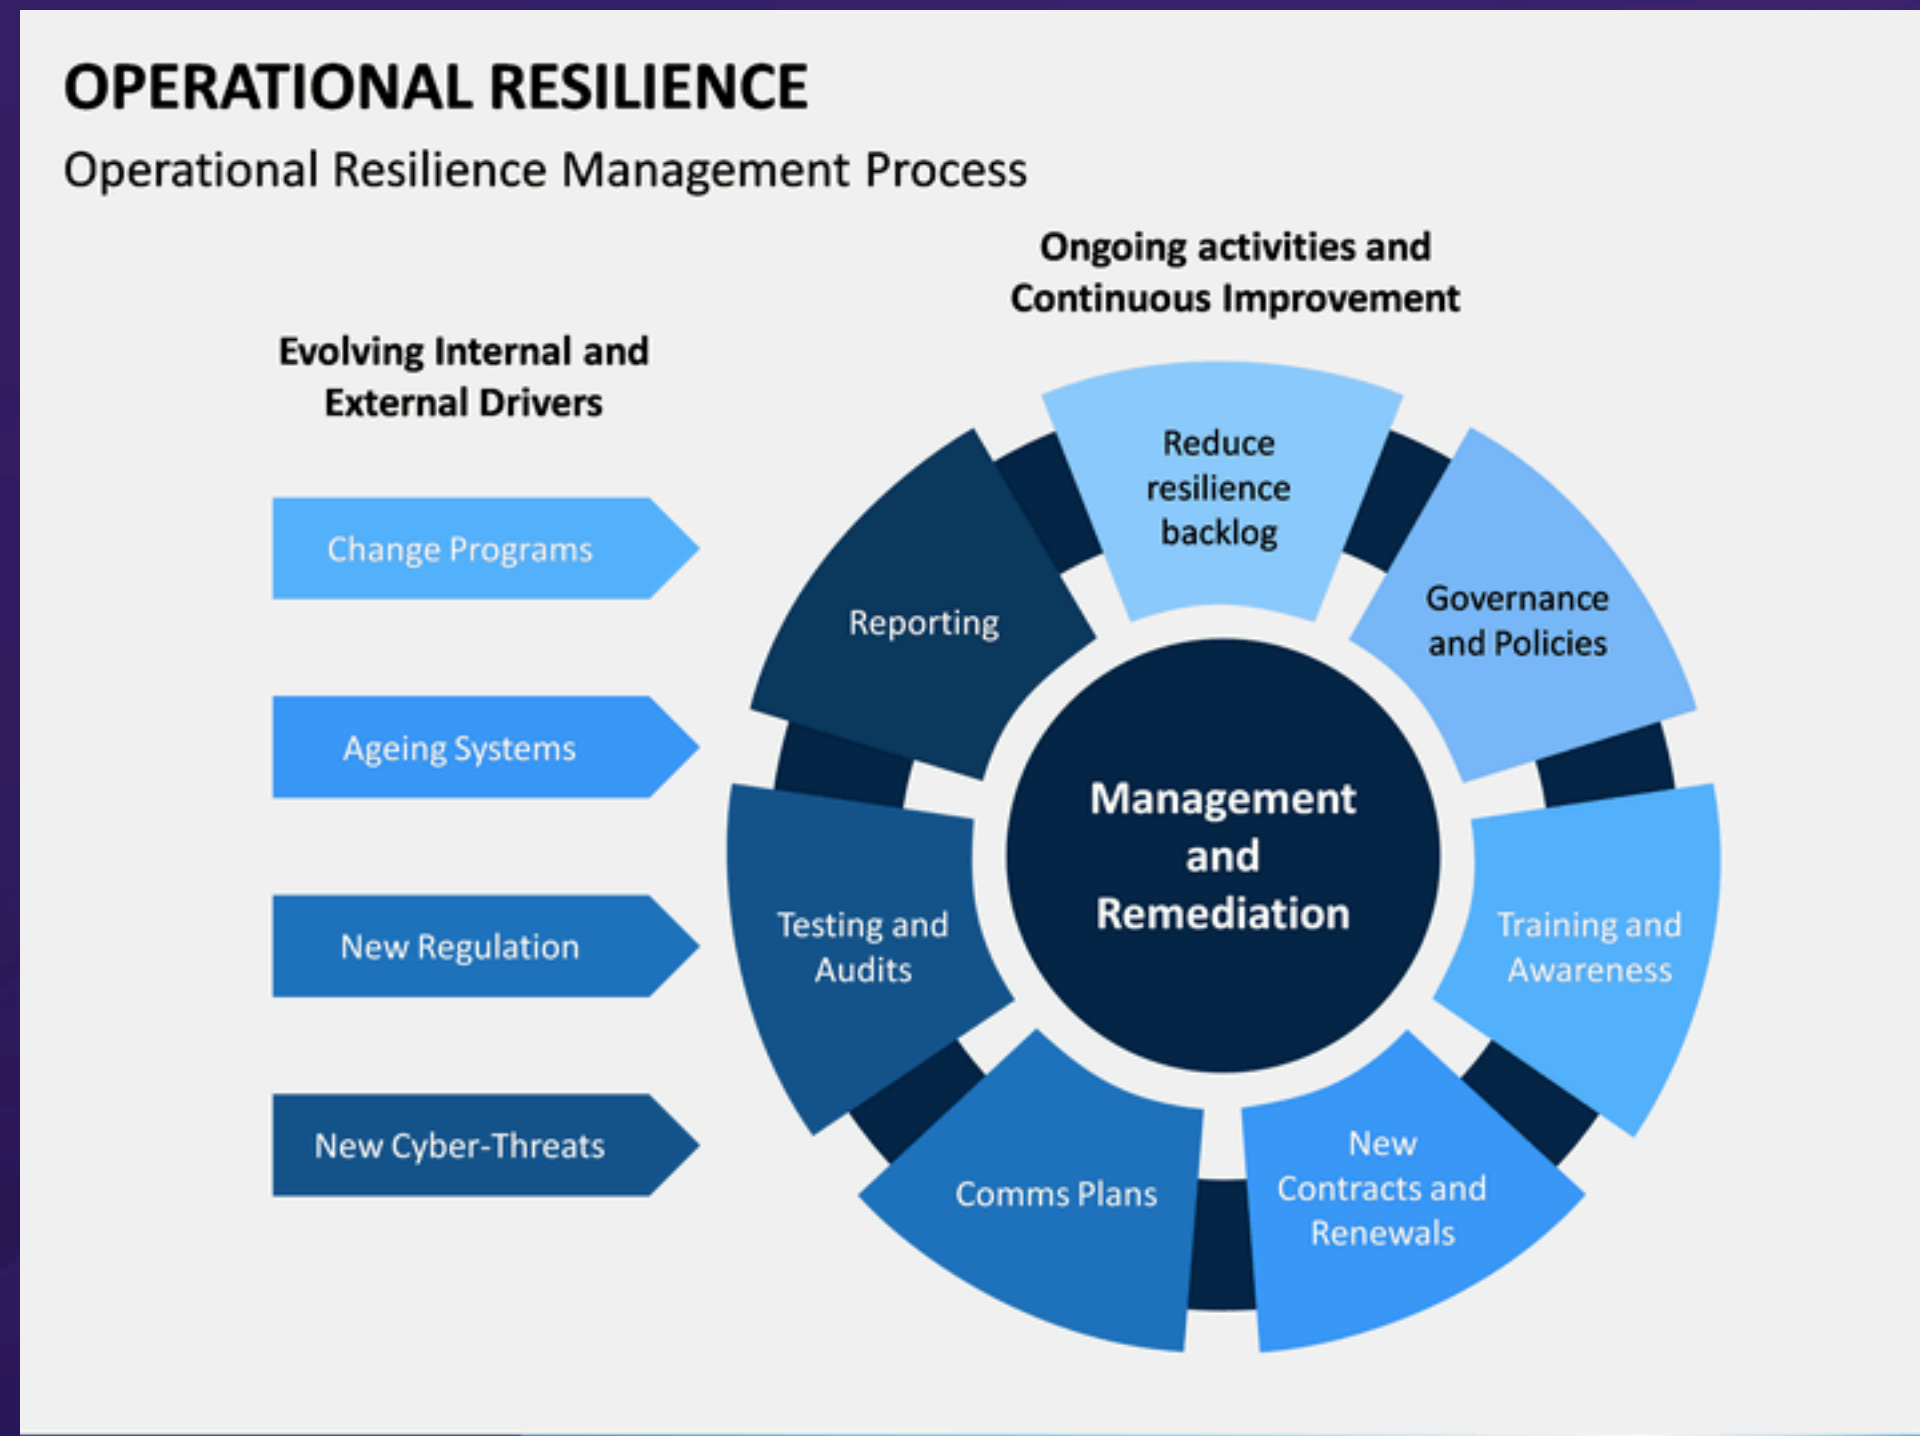 OPERATIONAL RESILIENCE
Operational Resilience Management Process
Evolving Internal and
External Drivers
Change Programs
Ageing Systems
New Regulation
New Cyber-Threats
Ongoing activities and
Continuous Improvement
Reduce
resilience
backlog
Governance
and Policies
Training and
Awareness
New
Contracts and
Renewals
Comms Plans
Testing and
Audits
Reporting
Management
and
Remediation